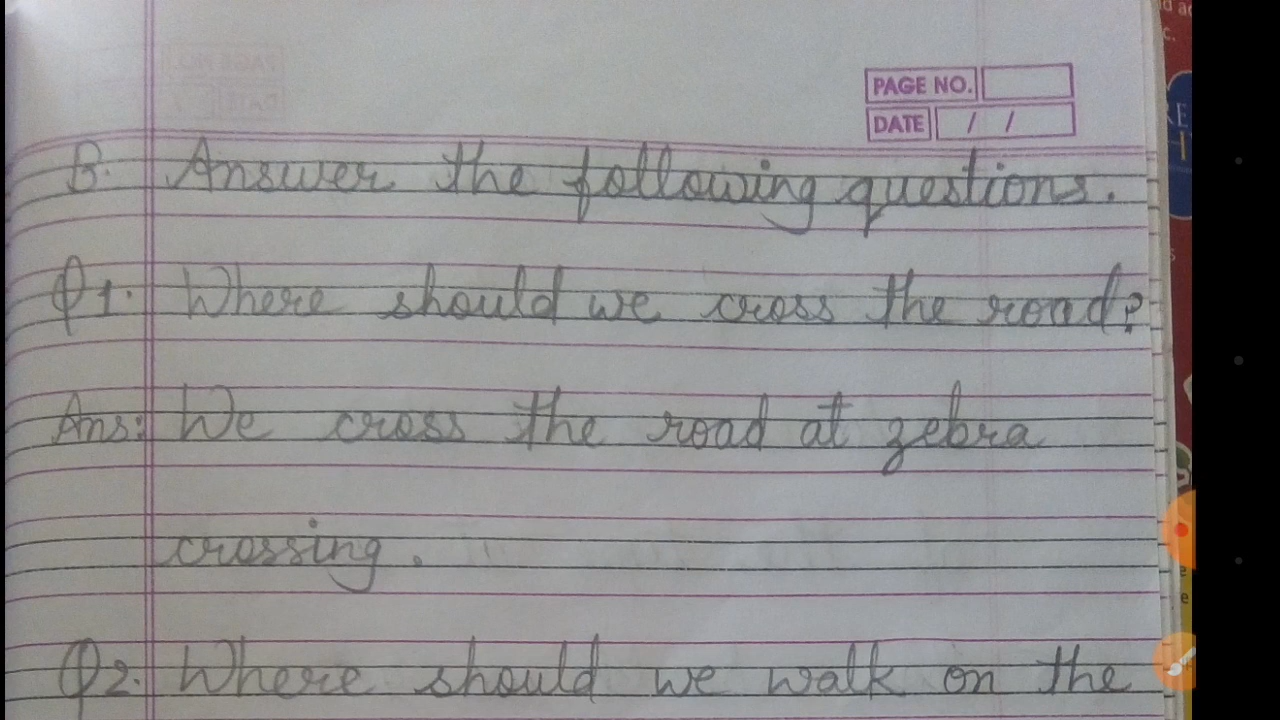 PAGE NO.
DATE / /
B. Answer the following questions.
Q1. Where should we cross the road?
Ans: We cross the road at zebra
crossing.
Q2. Where should we walk on the